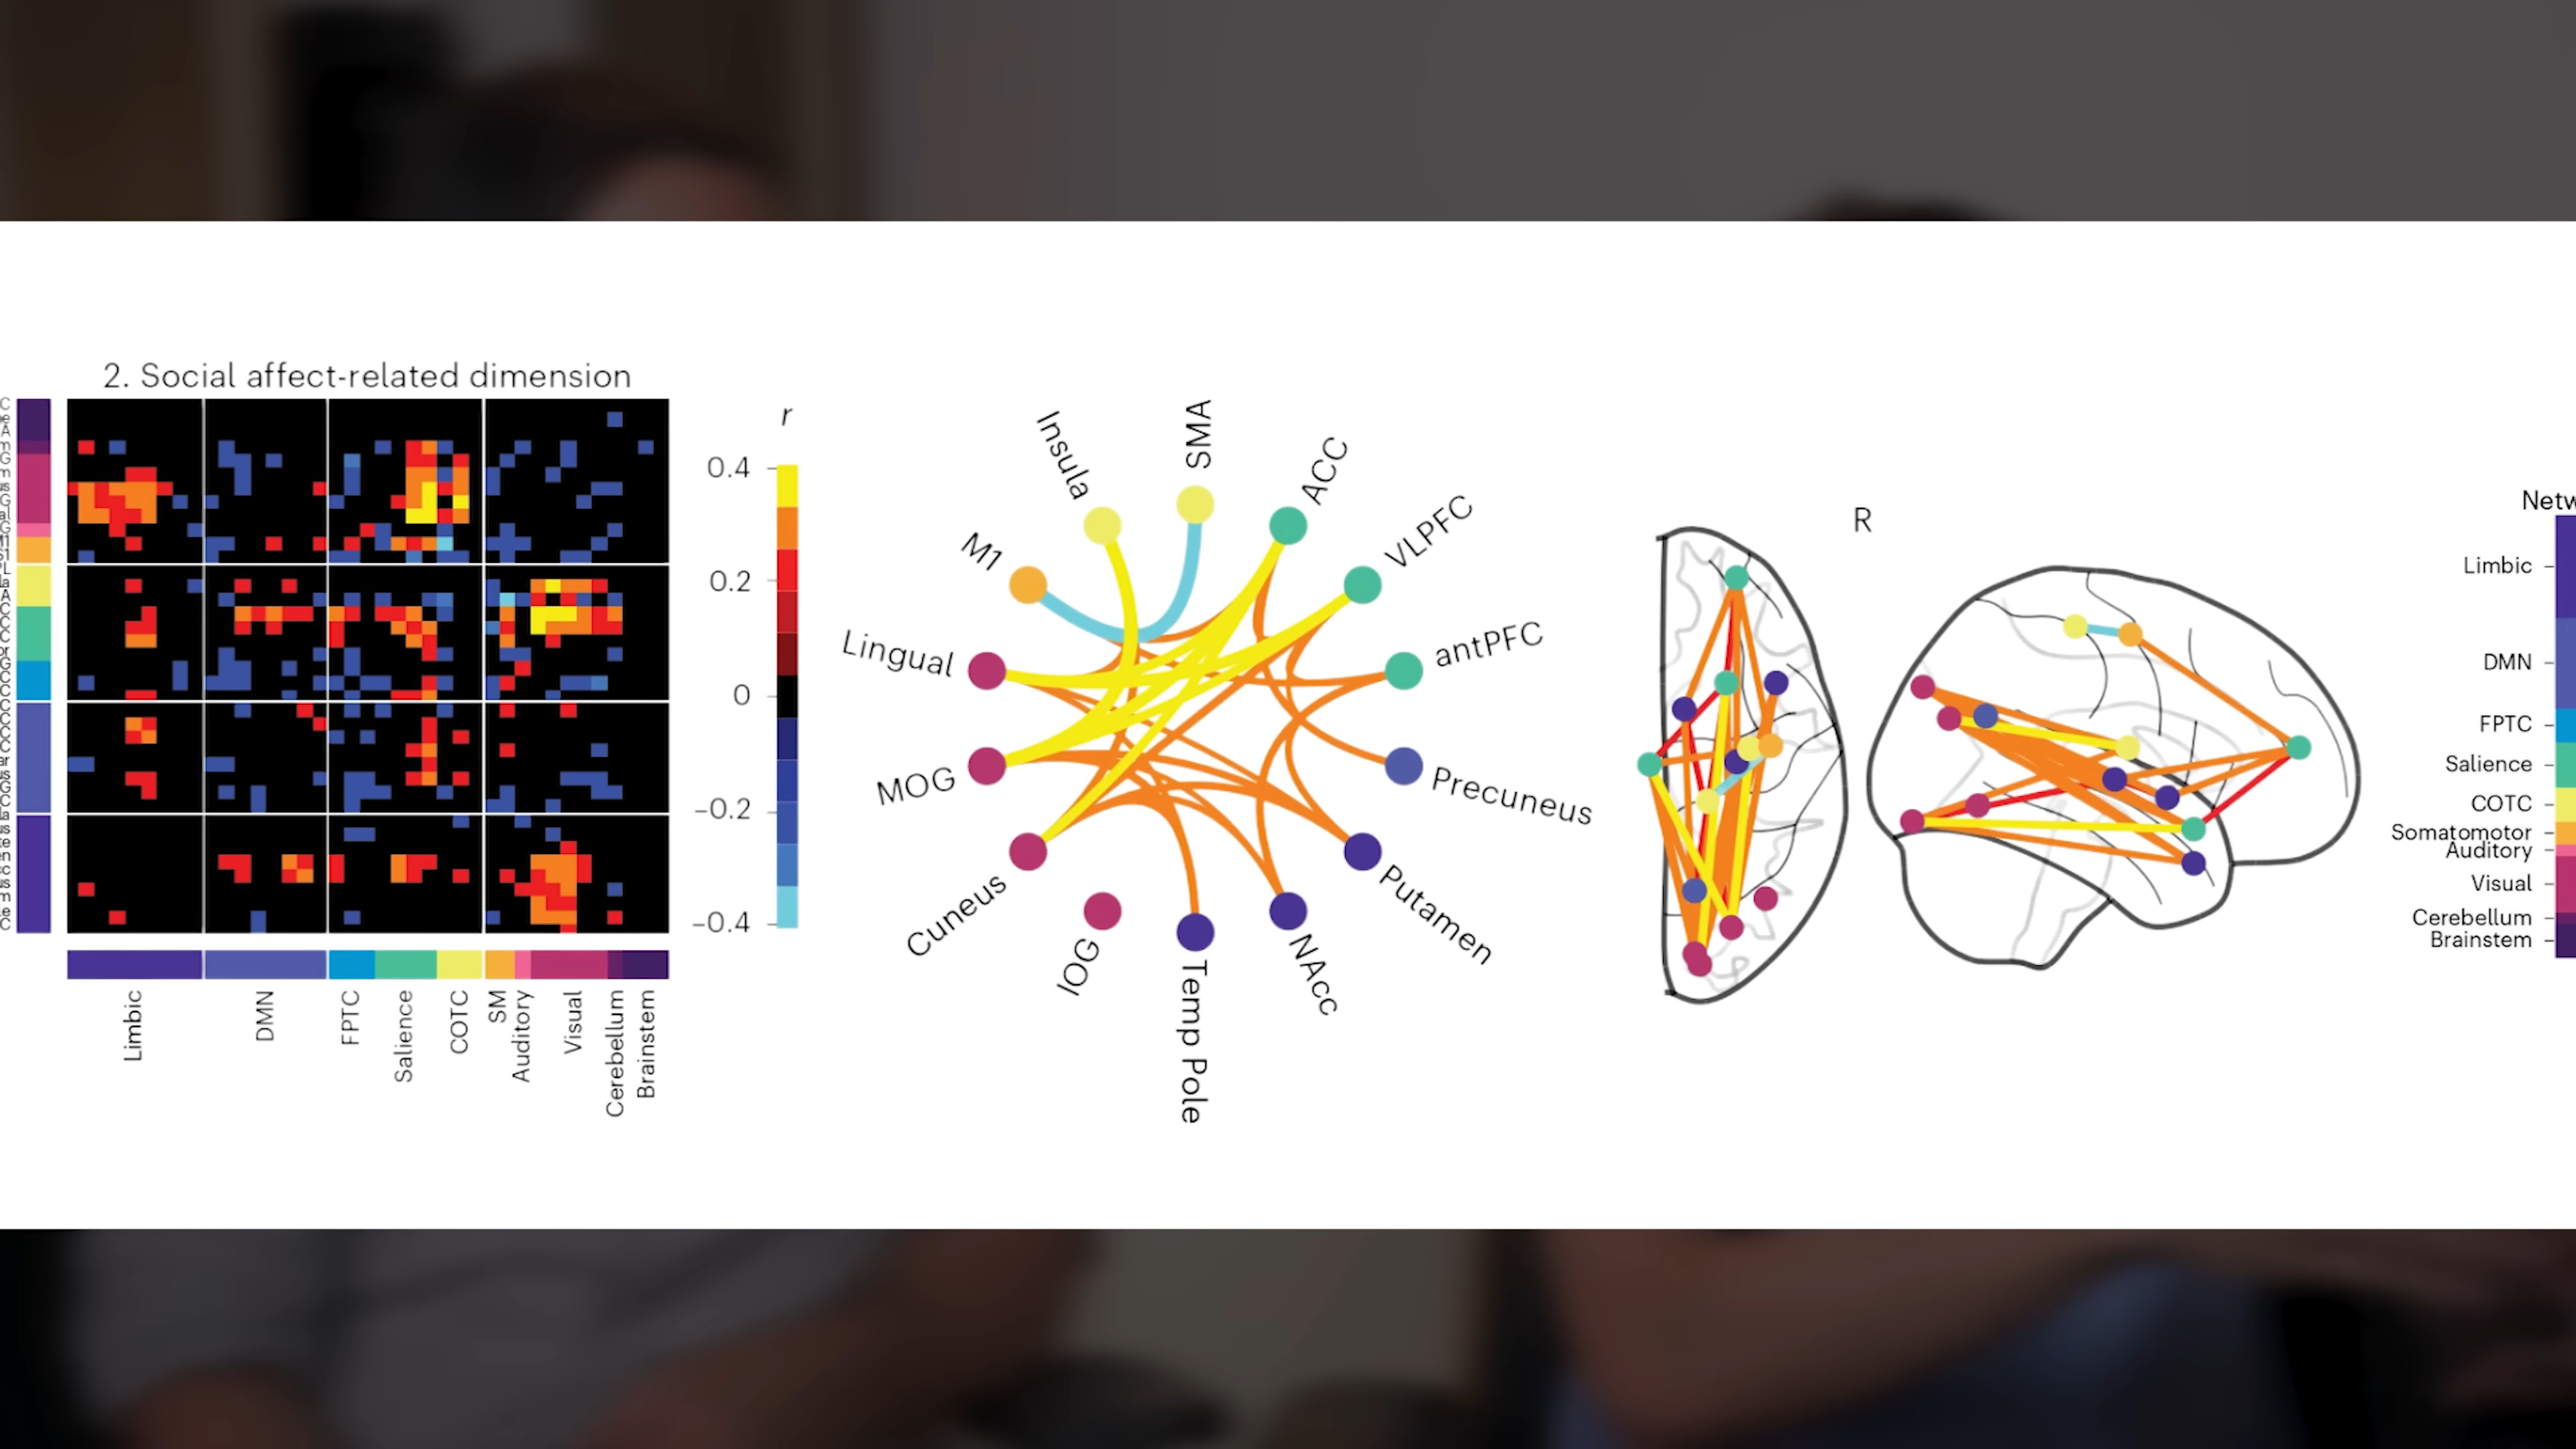 2. Social affect-related dimension
r
0.4
0.2
0
−0.2
−0.4
Limbic
DMN
FPTC
Salience
COTC
SM
Auditory
Visual
Cerebellum
Brainstem
Insula
SMA
ACC
VLPFC
antPFC
Precuneus
Putamen
NAcc
Temp Pole
IOG
Cuneus
MOG
Lingual
M1
R
Limbic
DMN
FPTC
Salience
COTC
Somatomotor
Auditory
Visual
Cerebellum
Brainstem